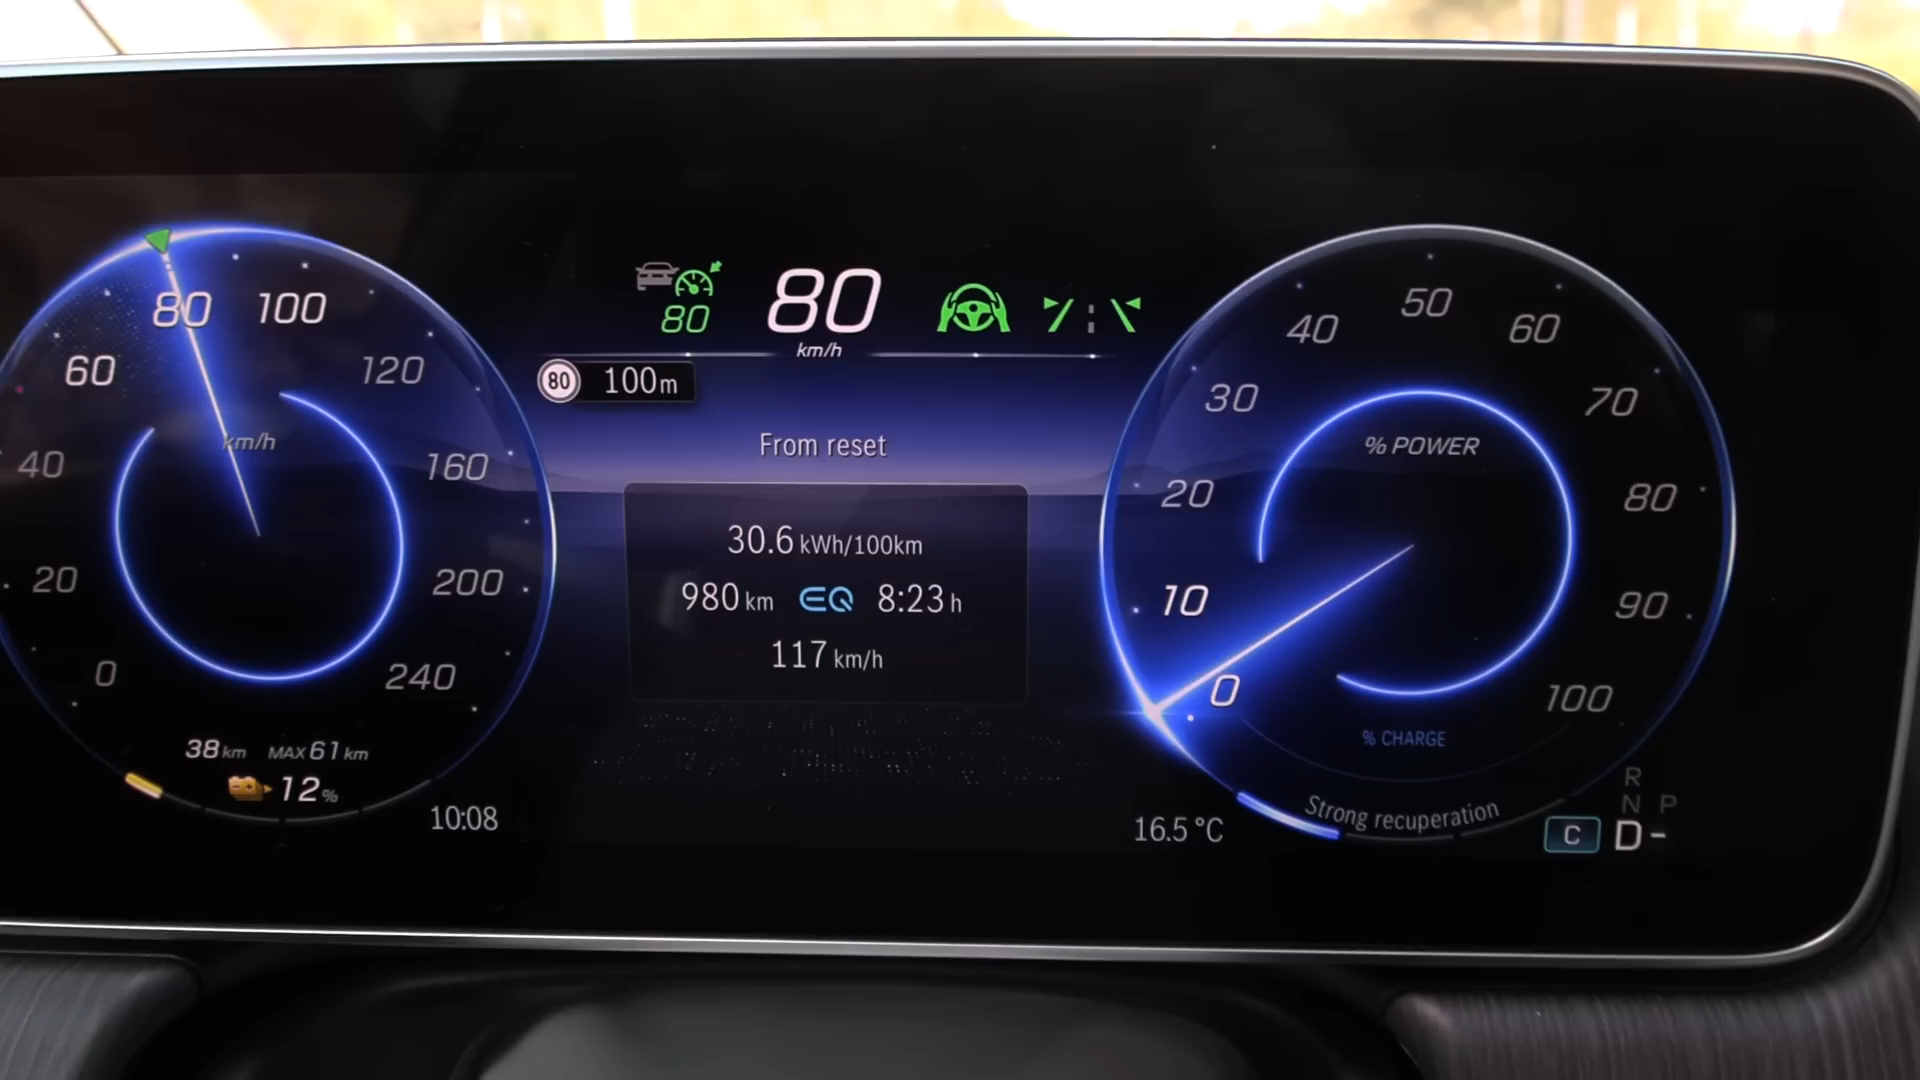 80
80
km/h
80
100 m
From reset
30.6 kWh/100km
980 km EQ 8:23 h
117 km/h
0
20
40
60
80
100
120
160
200
240
km/h
38 km MAX 61 km
12 %
10:08
0
10
20
30
40
50
60
70
80
90
100
% POWER
% CHARGE
Strong recuperation
16.5 °C
R
N P
C D-